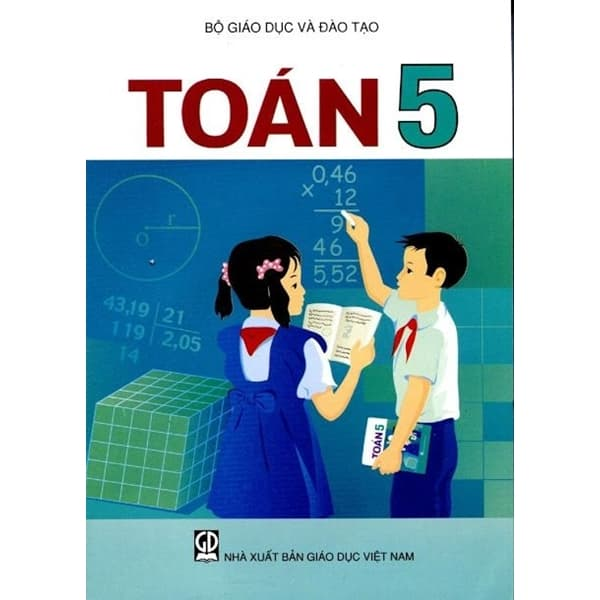 BỘ GIÁO DỤC VÀ ĐÀO TẠO
TOÁN 5
0,46
× 12
9
46
5,52
r
O
43,19 21
119 2,05
14
TOÁN 5
GD
NHÀ XUẤT BẢN GIÁO DỤC VIỆT NAM